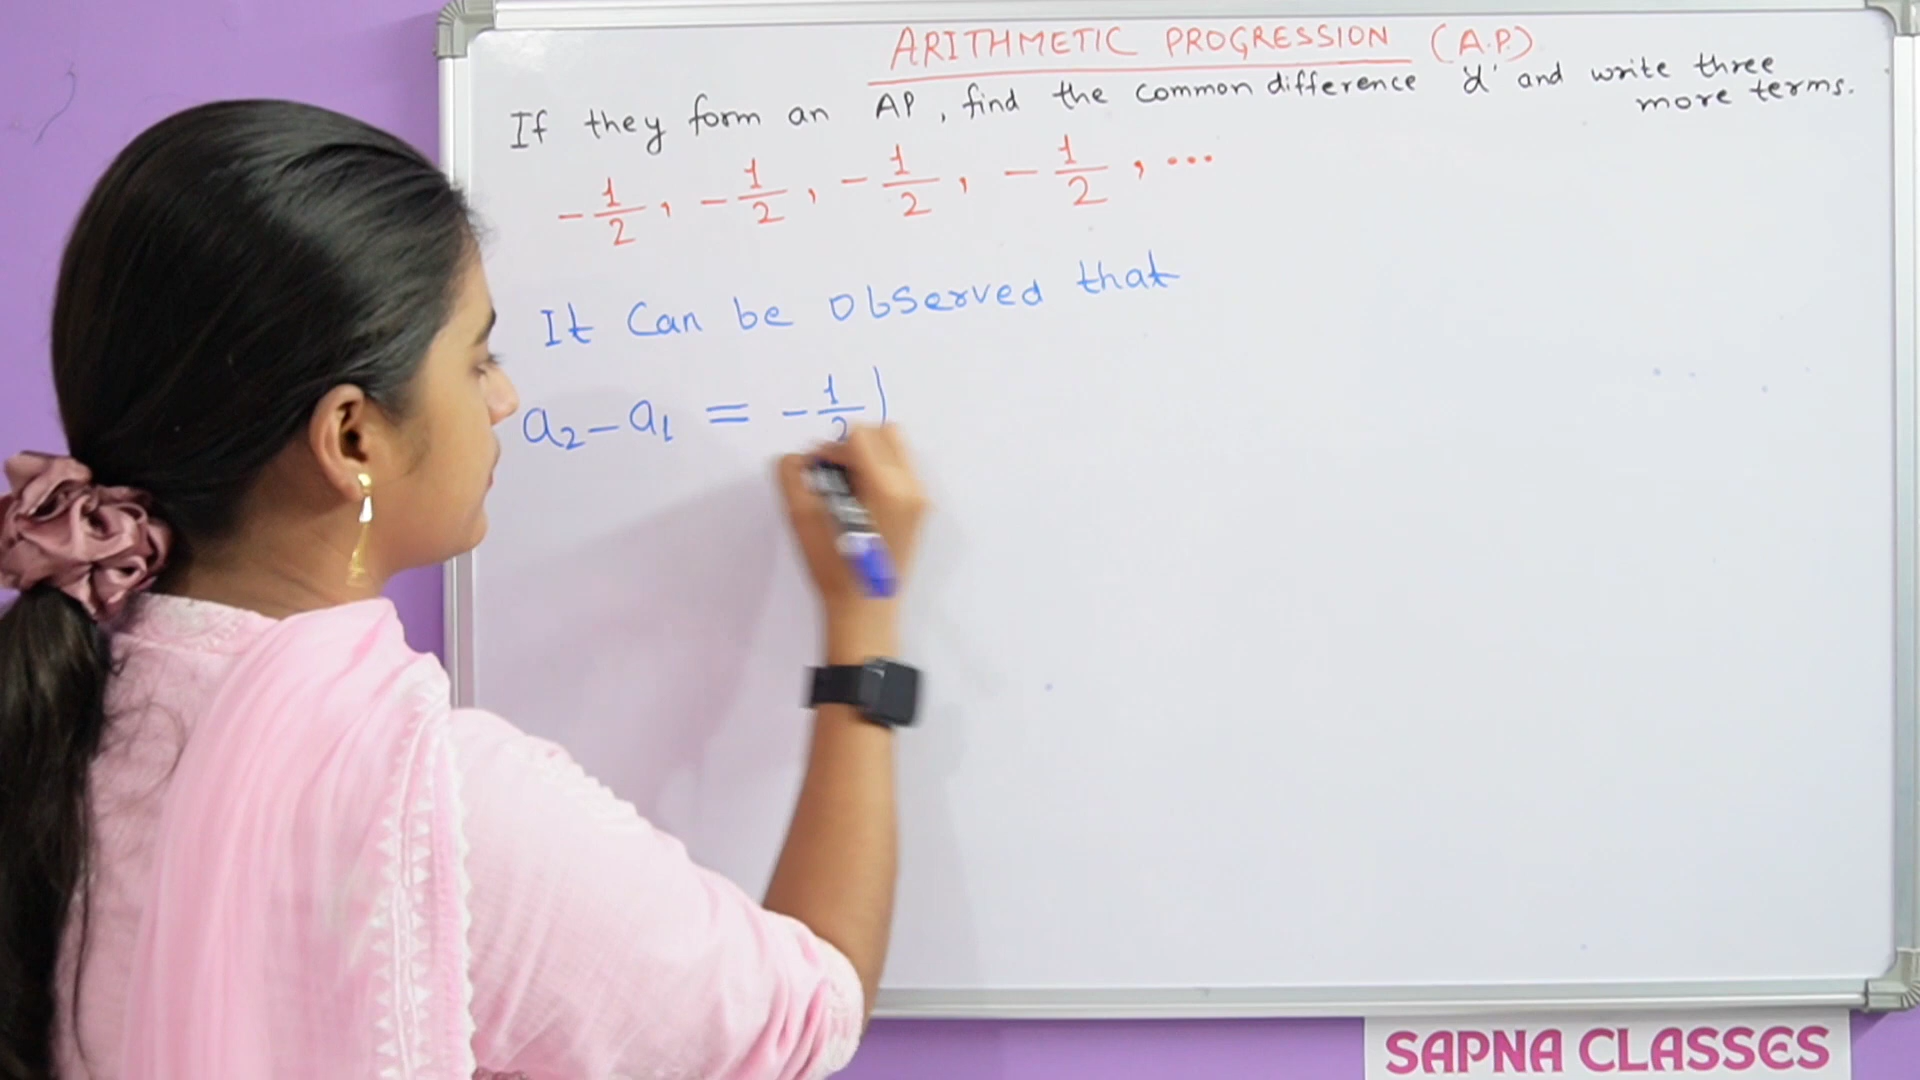 ARITHMETIC PROGRESSION (A.P.)
If they form an AP, find the common difference 'd' and write three
more terms.
-1/2, -1/2, -1/2, -1/2, ...
It Can be Observed that
a₂-a₁ = -1/2)
SAPNA CLASSES